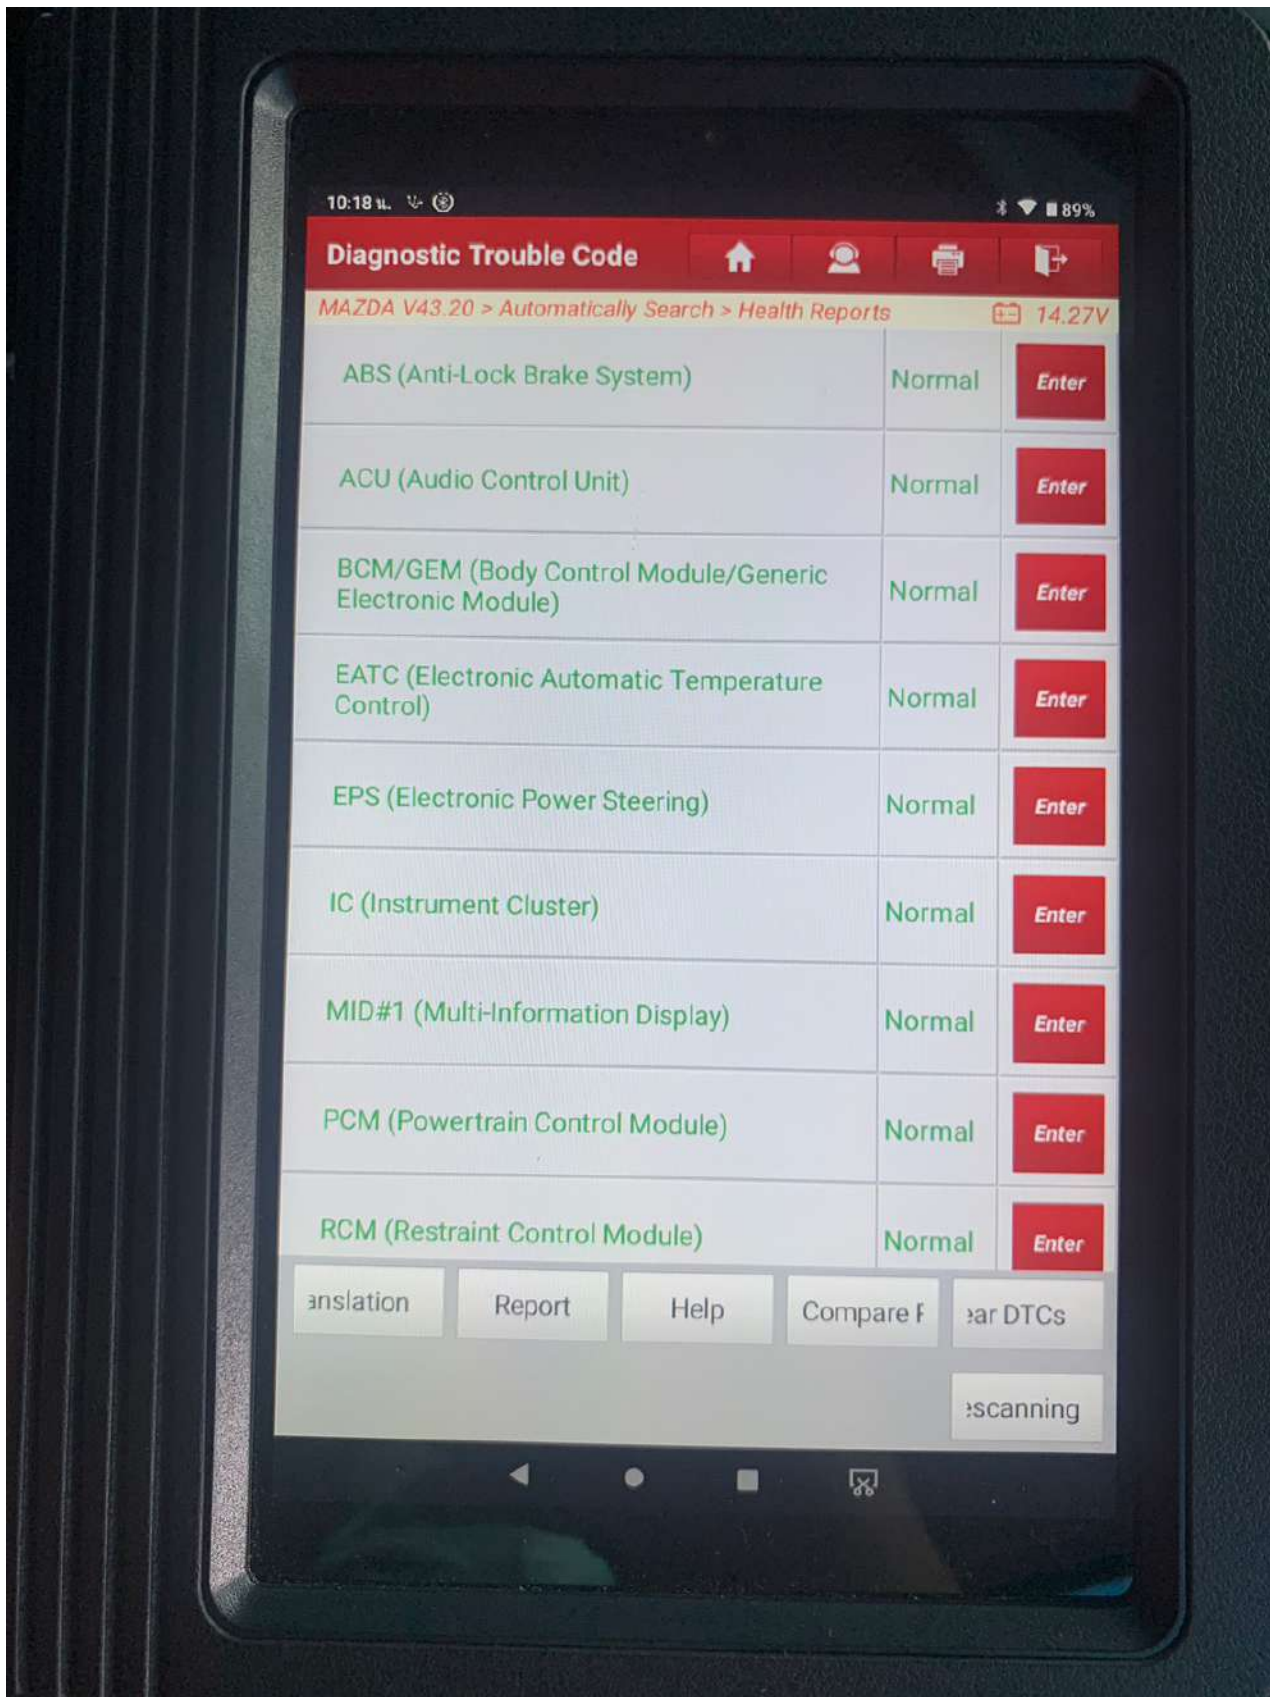 10:18 น.
89%
Diagnostic Trouble Code
MAZDA V43.20 > Automatically Search > Health Reports
14.27V
ABS (Anti-Lock Brake System)
Normal
Enter
ACU (Audio Control Unit)
Normal
Enter
BCM/GEM (Body Control Module/Generic
Electronic Module)
Normal
Enter
EATC (Electronic Automatic Temperature
Control)
Normal
Enter
EPS (Electronic Power Steering)
Normal
Enter
IC (Instrument Cluster)
Normal
Enter
MID#1 (Multi-Information Display)
Normal
Enter
PCM (Powertrain Control Module)
Normal
Enter
RCM (Restraint Control Module)
Normal
Enter
anslation
Report
Help
Compare F
ear DTCs
escanning